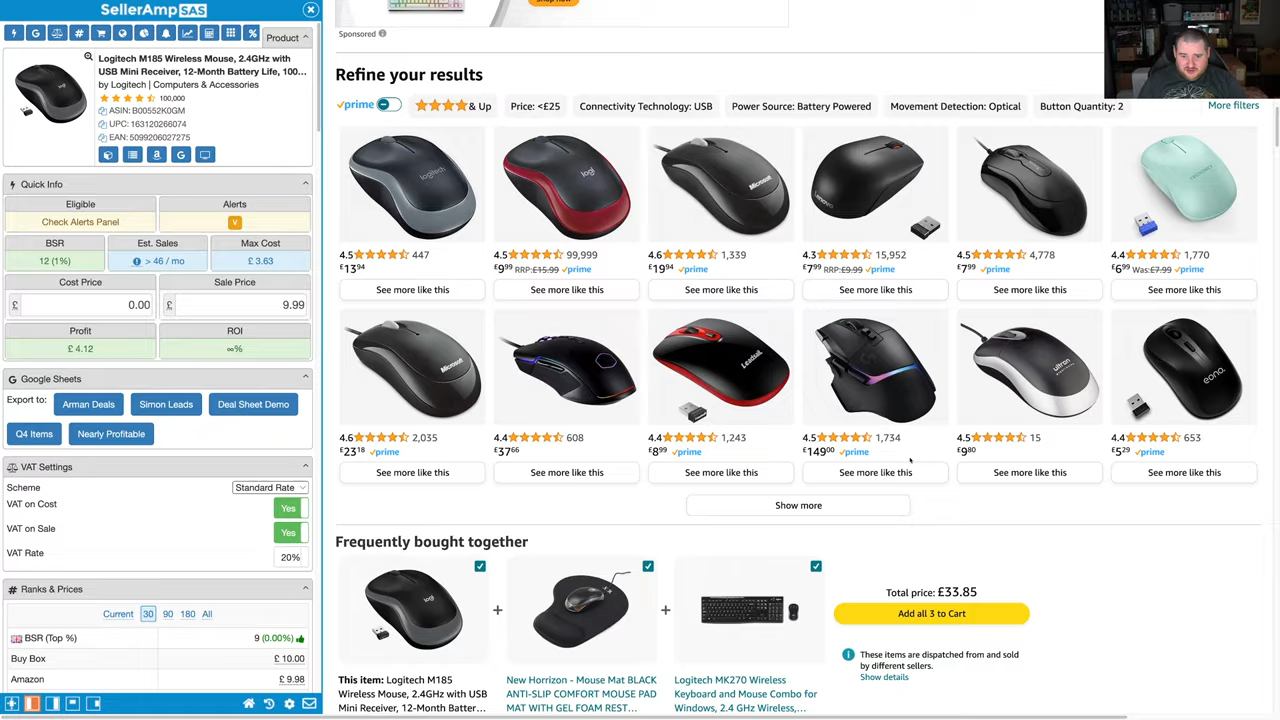 SellerAmp SAS
Product
Logitech M185 Wireless Mouse, 2.4GHz with
USB Mini Receiver, 12-Month Battery Life, 100…
by Logitech | Computers & Accessories
100,000
ASIN: B00552K0GM
UPC: 163120266074
EAN: 5099206027275
Quick Info
Eligible
Alerts
Check Alerts Panel
V
BSR
Est. Sales
Max Cost
12 (1%)
> 46 / mo
£ 3.63
Cost Price
Sale Price
£ 0.00
£ 9.99
Profit
ROI
£ 4.12
∞%
Google Sheets
Export to:
Arman Deals
Simon Leads
Deal Sheet Demo
Q4 Items
Nearly Profitable
VAT Settings
Scheme
Standard Rate
VAT on Cost
Yes
VAT on Sale
Yes
VAT Rate
20%
Ranks & Prices
Current 30 90 180 All
BSR (Top %)
9 (0.00%)
Buy Box
£ 10.00
Amazon
£ 9.98
Sponsored
Refine your results
prime
& Up
Price: <£25
Connectivity Technology: USB
Power Source: Battery Powered
Movement Detection: Optical
Button Quantity: 2
More filters
4.5 447
4.5 99,999
4.6 1,339
4.3 15,952
4.5 4,778
4.4 1,770
£13.94
£9.99 RRP: £15.99 prime
£19.94 prime
£7.99 RRP: £9.99 prime
£7.99 prime
£6.99 Was: £7.99 prime
See more like this
See more like this
See more like this
See more like this
See more like this
See more like this
4.6 2,035
4.4 608
4.4 1,243
4.5 1,734
4.5 15
4.4 653
£23.18 prime
£37.66
£8.99 prime
£149.00 prime
£9.80
£5.29 prime
See more like this
See more like this
See more like this
See more like this
See more like this
See more like this
Show more
Frequently bought together
This item: Logitech M185
Wireless Mouse, 2.4GHz with USB
Mini Receiver, 12-Month Batter…
New Horrizon - Mouse Mat BLACK
ANTI-SLIP COMFORT MOUSE PAD
MAT WITH GEL FOAM REST…
Logitech MK270 Wireless
Keyboard and Mouse Combo for
Windows, 2.4 GHz Wireless,…
Total price: £33.85
Add all 3 to Cart
These items are dispatched from and sold
by different sellers.
Show details